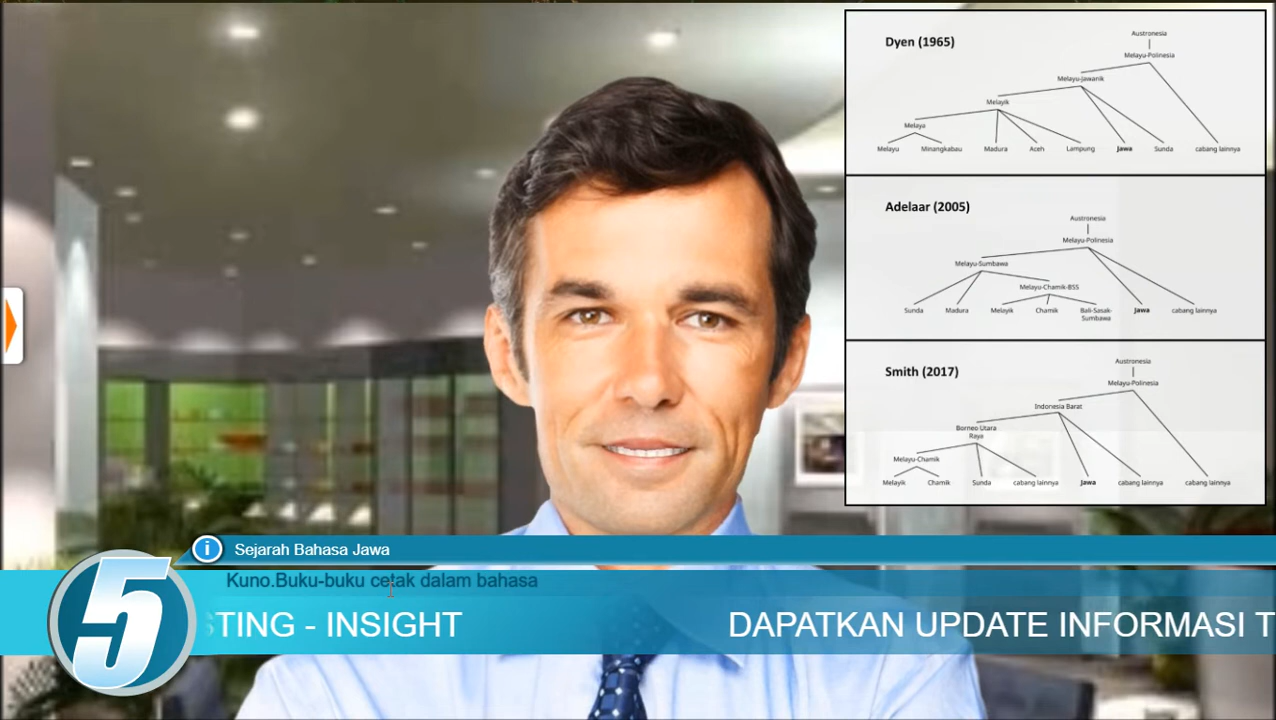 Dyen (1965)
Austronesia
Melayu-Polinesia
Melayu-Jawanik
Melayik
Melaya
Melayu Minangkabau Madura Aceh Lampung Jawa Sunda cabang lainnya
Adelaar (2005)
Austronesia
Melayu-Polinesia
Melayu-Sumbawa
Melayu-Chamik-BSS
Sunda Madura Melayik Chamik Bali-Sasak- Jawa cabang lainnya
Sumbawa
Smith (2017)
Austronesia
Melayu-Polinesia
Indonesia Barat
Borneo Utara
Raya
Melayu-Chamik
Melayik Chamik Sunda cabang lainnya Jawa cabang lainnya cabang lainnya
i Sejarah Bahasa Jawa
Kuno.Buku-buku cetak dalam bahasa
5
STING - INSIGHT DAPATKAN UPDATE INFORMASI T